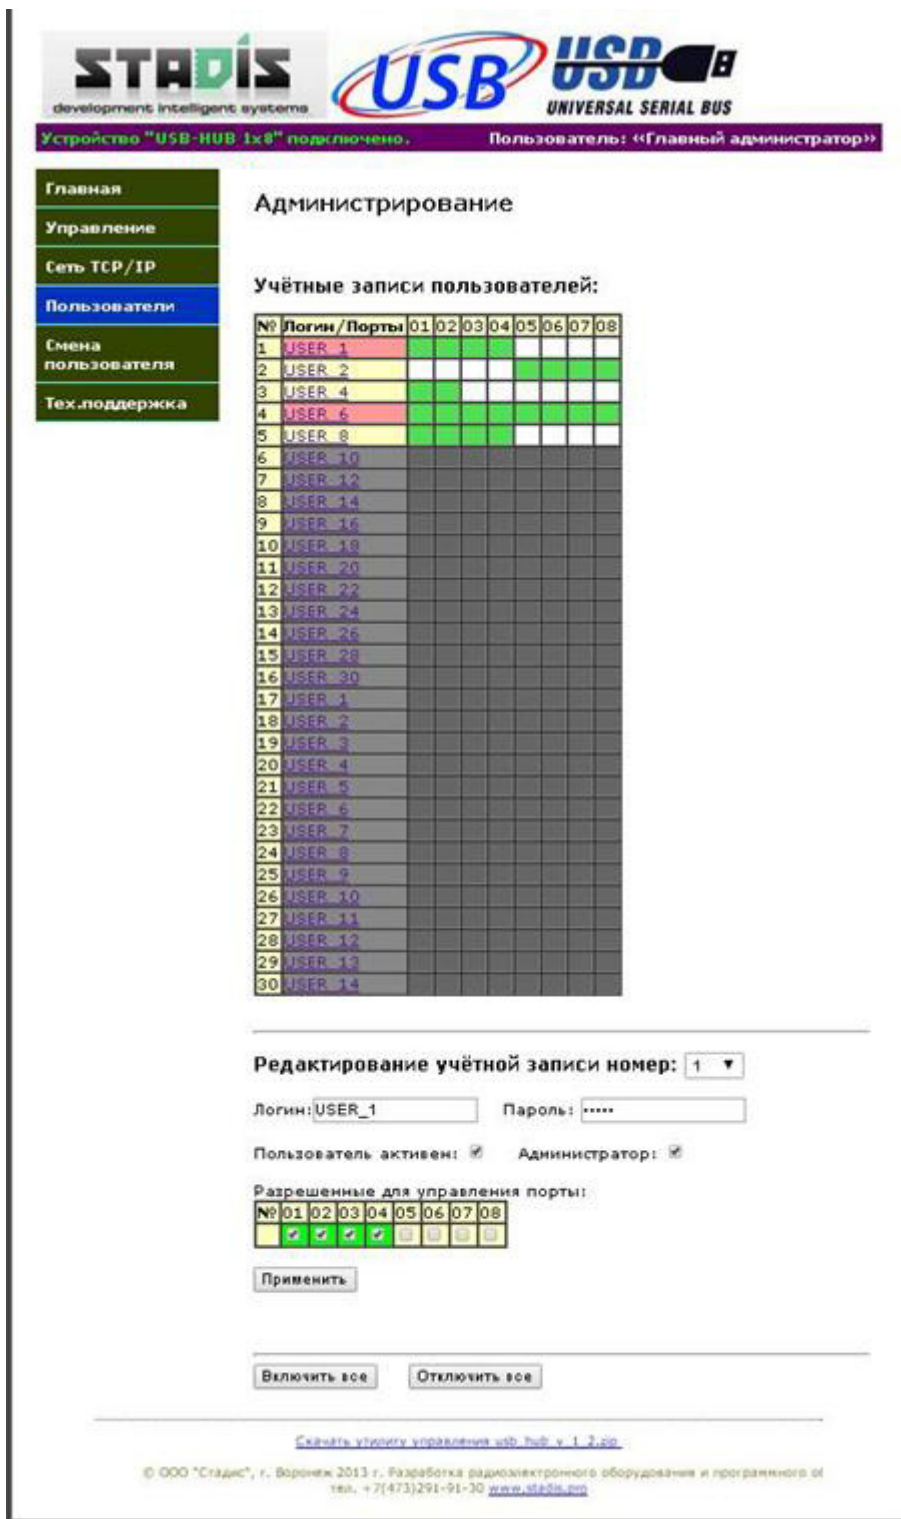 STADİS
development intelligent systems
USB
USB
UNIVERSAL SERIAL BUS
Устройство "USB-HUB 1x8" подключено. Пользователь: «Главный администратор»
Главная
Управление
Сеть TCP/IP
Пользователи
Смена
пользователя
Тех.поддержка
Администрирование
Учётные записи пользователей:
№ Логин/Порты 01 02 03 04 05 06 07 08
1 USER_1
2 USER_2
3 USER_4
4 USER_6
5 USER_8
6 USER_10
7 USER_12
8 USER_14
9 USER_16
10 USER_18
11 USER_20
12 USER_22
13 USER_24
14 USER_26
15 USER_28
16 USER_30
17 USER_1
18 USER_2
19 USER_3
20 USER_4
21 USER_5
22 USER_6
23 USER_7
24 USER_8
25 USER_9
26 USER_10
27 USER_11
28 USER_12
29 USER_13
30 USER_14
Редактирование учётной записи номер: 1
Логин: USER_1 Пароль: •••••
Пользователь активен: Администратор:
Разрешенные для управления порты:
№ 01 02 03 04 05 06 07 08
Применить
Включить все Отключить все
Скачать утилиту управления usb_hub_v_1_2.zip
© ООО "Стадис", г. Воронеж 2013 г. Разработка радиоэлектронного оборудования и программного об
тел. +7(473)291-91-30 www.stadis.pro